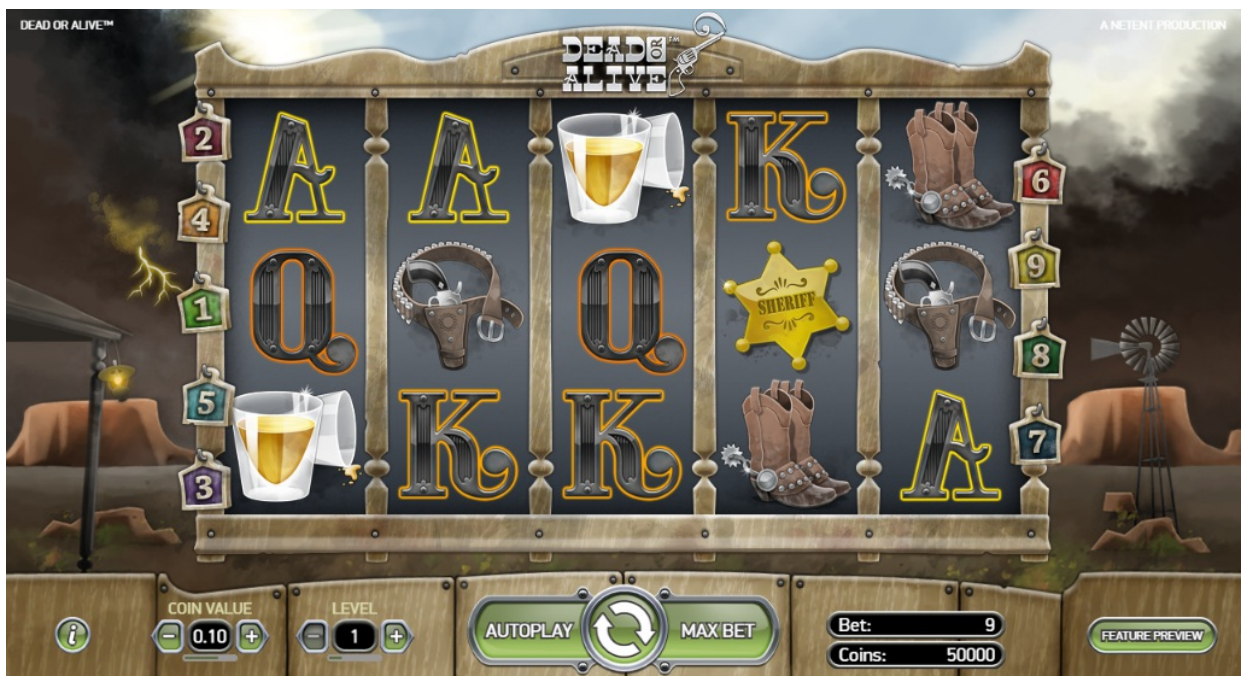 DEAD OR ALIVE™
A NETENT PRODUCTION
DEAD OR ALIVE™
2
A
A
K
6
4
9
1
Q
Q
SHERIFF
8
5
7
3
K
K
A
COIN VALUE
LEVEL
i
- 0.10 +
- 1 +
AUTOPLAY
MAX BET
Bet: 9
Coins: 50000
FEATURE PREVIEW